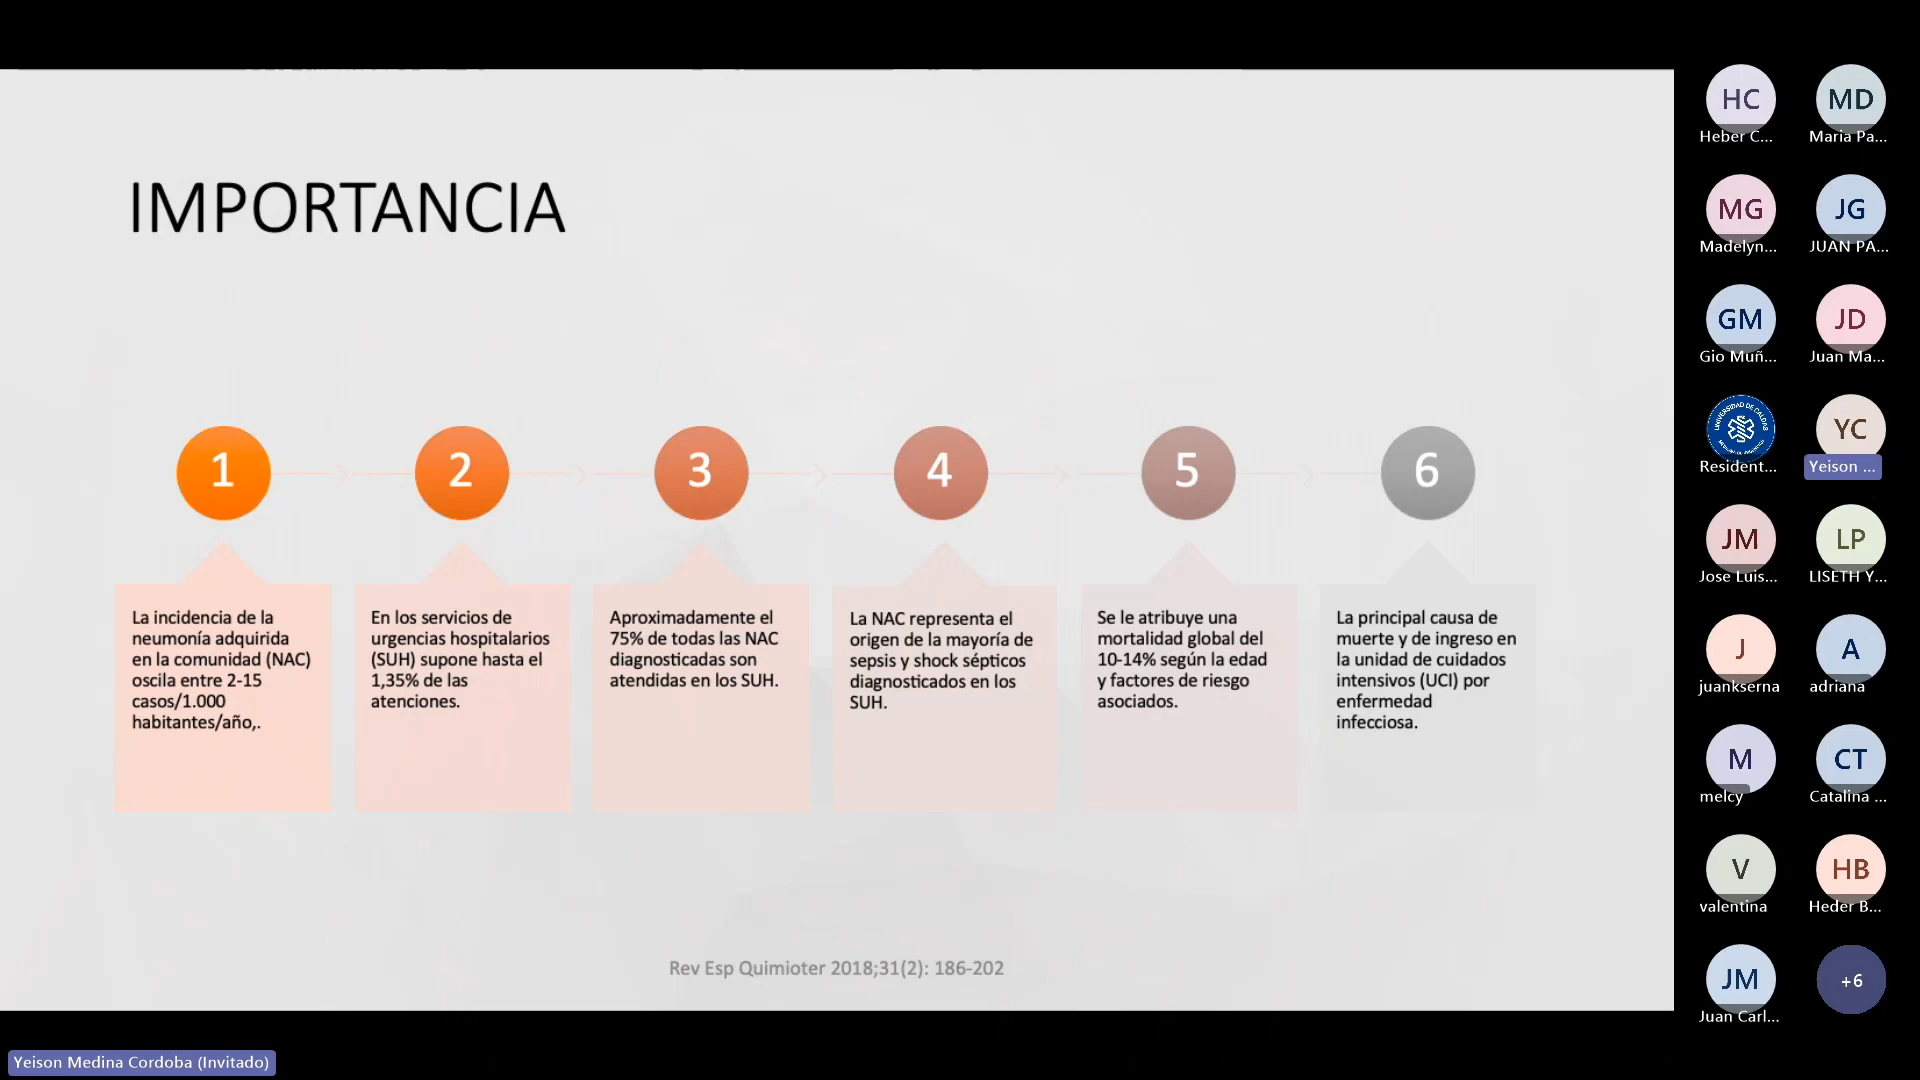 IMPORTANCIA
1
2
3
4
5
6
La incidencia de la
neumonía adquirida
en la comunidad (NAC)
oscila entre 2-15
casos/1.000
habitantes/año,.
En los servicios de
urgencias hospitalarios
(SUH) supone hasta el
1,35% de las
atenciones.
Aproximadamente el
75% de todas las NAC
diagnosticadas son
atendidas en los SUH.
La NAC representa el
origen de la mayoría de
sepsis y shock sépticos
diagnosticados en los
SUH.
Se le atribuye una
mortalidad global del
10-14% según la edad
y factores de riesgo
asociados.
La principal causa de
muerte y de ingreso en
la unidad de cuidados
intensivos (UCI) por
enfermedad
infecciosa.
Rev Esp Quimioter 2018;31(2): 186-202
HC
Heber C...
MD
Maria Pa...
MG
Madelyn...
JG
JUAN PA...
GM
Gio Muñ...
JD
Juan Ma...
UNIVERSIDAD DE CALDAS
Resident...
YC
Yeison ...
JM
Jose Luis...
LP
LISETH Y...
J
juankserna
A
adriana
M
melcy
CT
Catalina ...
V
valentina
HB
Heder B...
JM
Juan Carl...
+6
Yeison Medina Cordoba (Invitado)